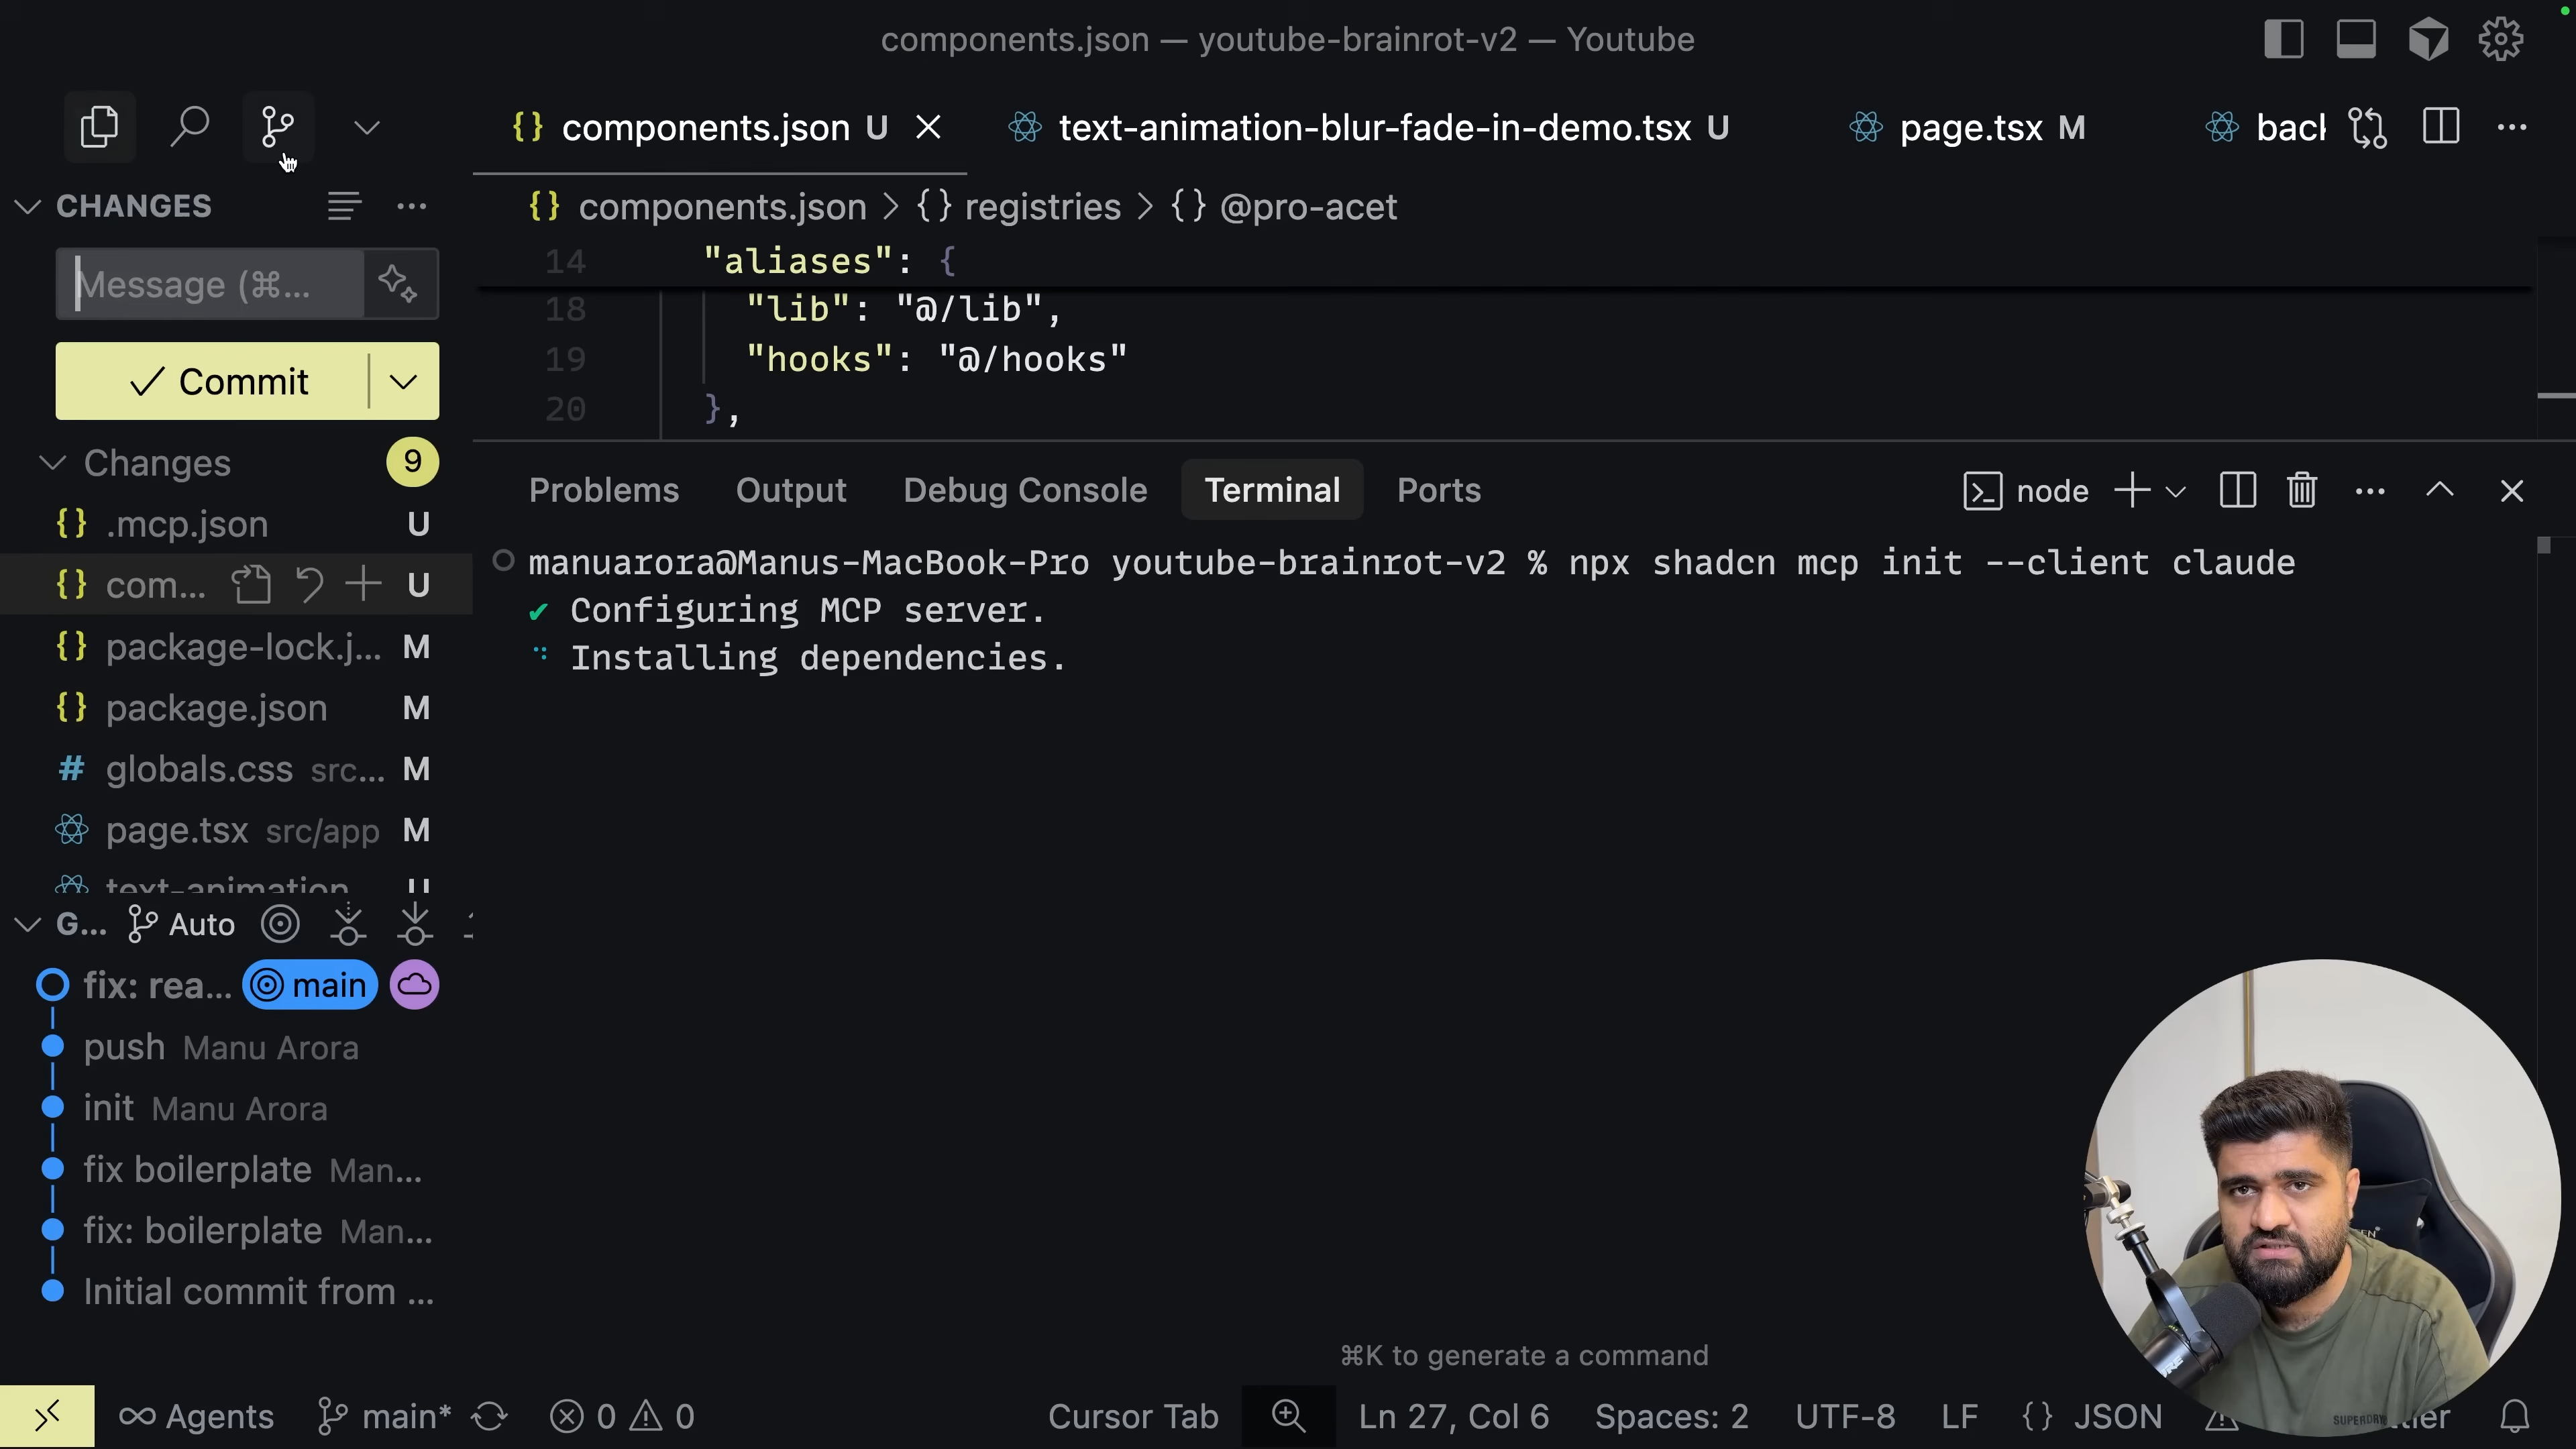 components.json — youtube-brainrot-v2 — Youtube
components.json U
text-animation-blur-fade-in-demo.tsx U
page.tsx M
CHANGES
components.json > {} registries > {} @pro-acet
Message (⌘...
Commit
14 "aliases": {
18 "lib": "@/lib",
19 "hooks": "@/hooks"
20 },
Changes 9
.mcp.json U
com... U
package-lock.j... M
package.json M
globals.css src... M
page.tsx src/app M
text-animation U
Problems Output Debug Console Terminal Ports
node
manuarora@Manus-MacBook-Pro youtube-brainrot-v2 % npx shadcn mcp init --client claude
✔ Configuring MCP server.
Installing dependencies.
G... Auto
fix: rea... main
push Manu Arora
init Manu Arora
fix boilerplate Man...
fix: boilerplate Man...
Initial commit from ...
⌘K to generate a command
Agents main* 0 0
Cursor Tab Ln 27, Col 6 Spaces: 2 UTF-8 LF {} JSON